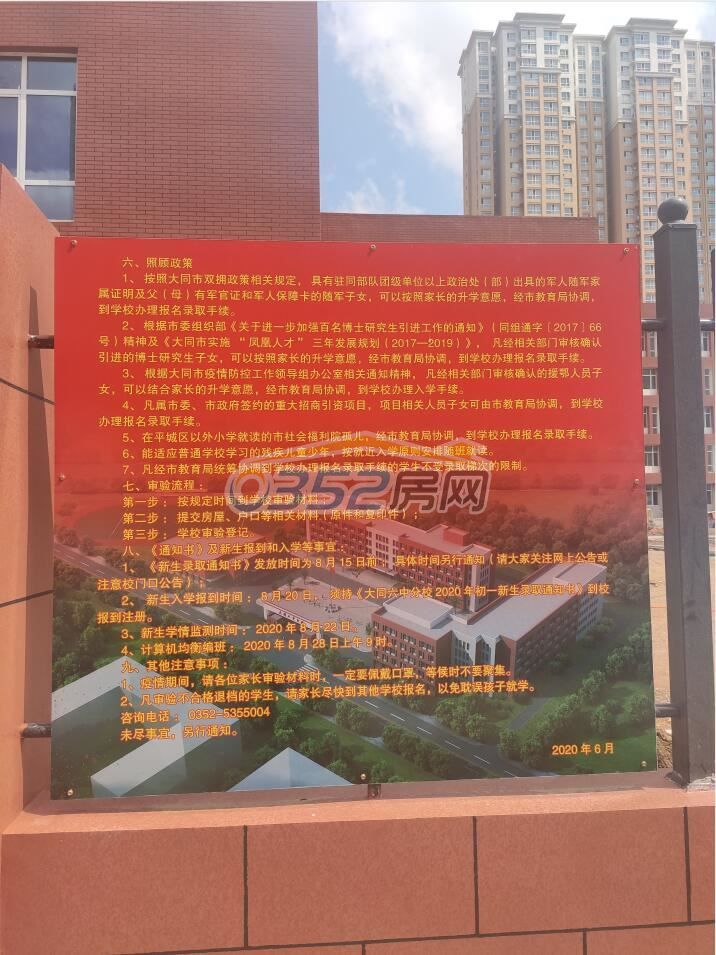 六、照顾政策
1、按照大同市双拥政策相关规定，具有驻同部队团级单位以上政治处（部）出具的军人随军家
属证明及父（母）有军官证和军人保障卡的随军子女，可以按照家长的升学意愿，经市教育局协调，
到学校办理报名录取手续。
2、根据市委组织部《关于进一步加强百名博士研究生引进工作的通知》（同组通字〔2017〕66
号）精神及《大同市实施“凤凰人才”三年发展规划（2017—2019）》，凡经相关部门审核确认
引进的博士研究生子女，可以按照家长的升学意愿，经市教育局协调，到学校办理报名录取手续。
3、根据大同市疫情防控工作领导组办公室相关通知精神，凡经相关部门审核确认的援鄂人员子
女，可以结合家长的升学意愿，经市教育局协调，到学校办理入学手续。
4、凡属市委、市政府签约的重大招商引资项目，项目相关人员子女可由市教育局协调，到学校
办理报名录取手续。
5、在平城区以外小学就读的市社会福利院孤儿，经市教育局协调，到学校办理报名录取手续。
6、能适应普通学校学习的残疾儿童少年，按就近入学原则安排随班就读。
7、凡经市教育局统筹协调到学校办理报名录取手续的学生不受录取梯次的限制。
七、审验流程：
第一步：按规定时间到学校审验材料；
第二步：提交房屋、户口等相关材料（原件和复印件）；
第三步：学校审验登记。
八、《通知书》及新生报到和入学等事宜：
1、《新生录取通知书》发放时间为8月15日前；具体时间另行通知（请大家关注网上公告或
注意校门口公告）；
2、新生入学报到时间：8月20日，须持《大同六中分校2020年初一新生录取通知书》到校
报到注册。
3、新生学情监测时间：2020年8月22日。
4、计算机均衡编班：2020年8月28日上午9时。
九、其他注意事项：
1、疫情期间，请各位家长审验材料时，一定要佩戴口罩，等候时不要聚集。
2、凡审验不合格退档的学生，请家长尽快到其他学校报名，以免耽误孩子就学。
咨询电话：0352-5355004
未尽事宜，另行通知。
2020年6月
0352房网